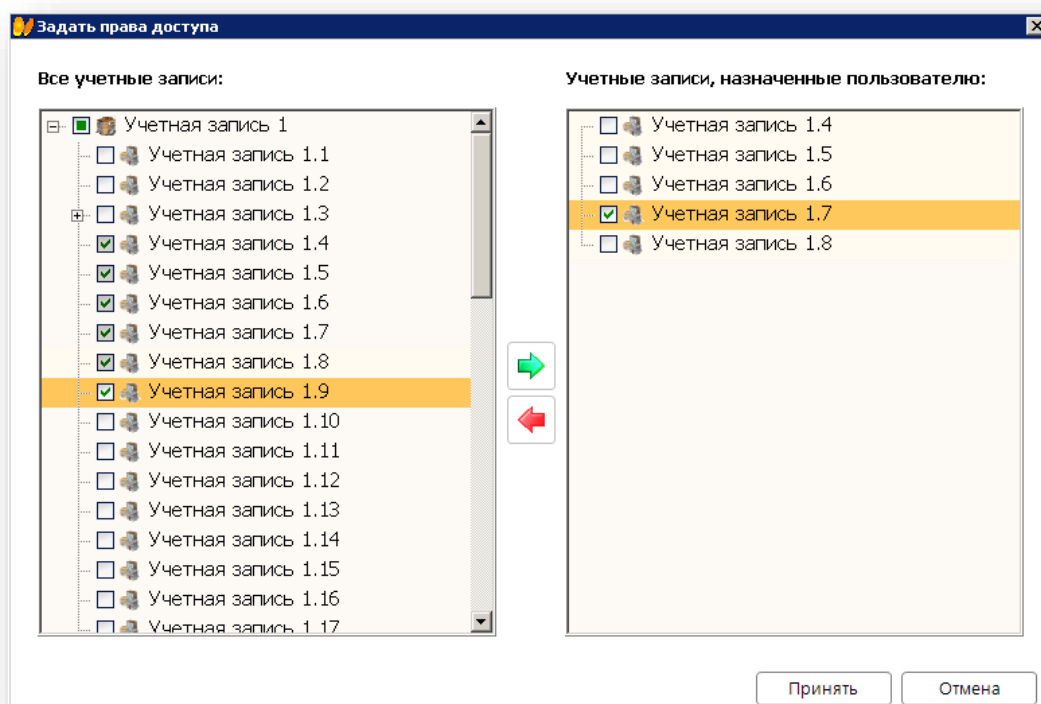 Задать права доступа
Все учетные записи:
Учетные записи, назначенные пользователю:
Учетная запись 1
Учетная запись 1.1
Учетная запись 1.2
Учетная запись 1.3
Учетная запись 1.4
Учетная запись 1.5
Учетная запись 1.6
Учетная запись 1.7
Учетная запись 1.8
Учетная запись 1.9
Учетная запись 1.10
Учетная запись 1.11
Учетная запись 1.12
Учетная запись 1.13
Учетная запись 1.14
Учетная запись 1.15
Учетная запись 1.16
Учетная запись 1.17
Учетная запись 1.4
Учетная запись 1.5
Учетная запись 1.6
Учетная запись 1.7
Учетная запись 1.8
Принять
Отмена